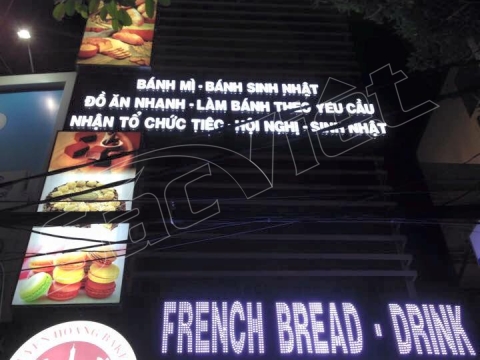 BÁNH MÌ - BÁNH SINH NHẬT
ĐỒ ĂN NHANH - LÀM BÁNH THEO YÊU CẦU
NHẬN TỔ CHỨC TIỆC - HỘI NGHỊ - SINH NHẬT
FRENCH BREAD - DRINK
HOANG